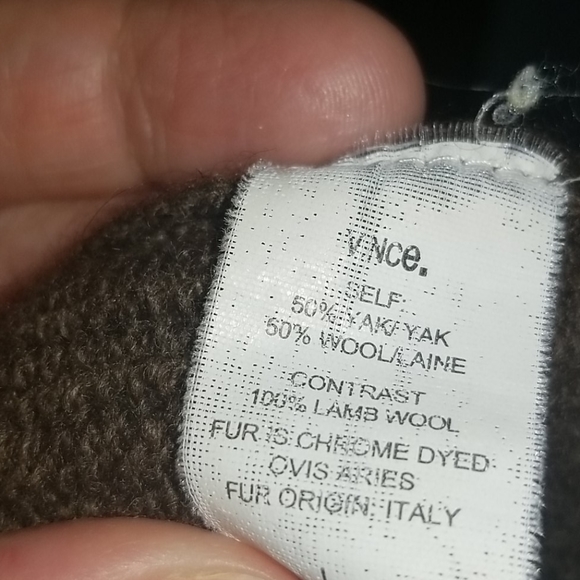 VINce.
SELF
50% YAK/YAK
50% WOOL/LAINE
CONTRAST
100% LAMB WOOL
FUR IS CHROME DYED
OVIS ARIES
FUR ORIGIN: ITALY